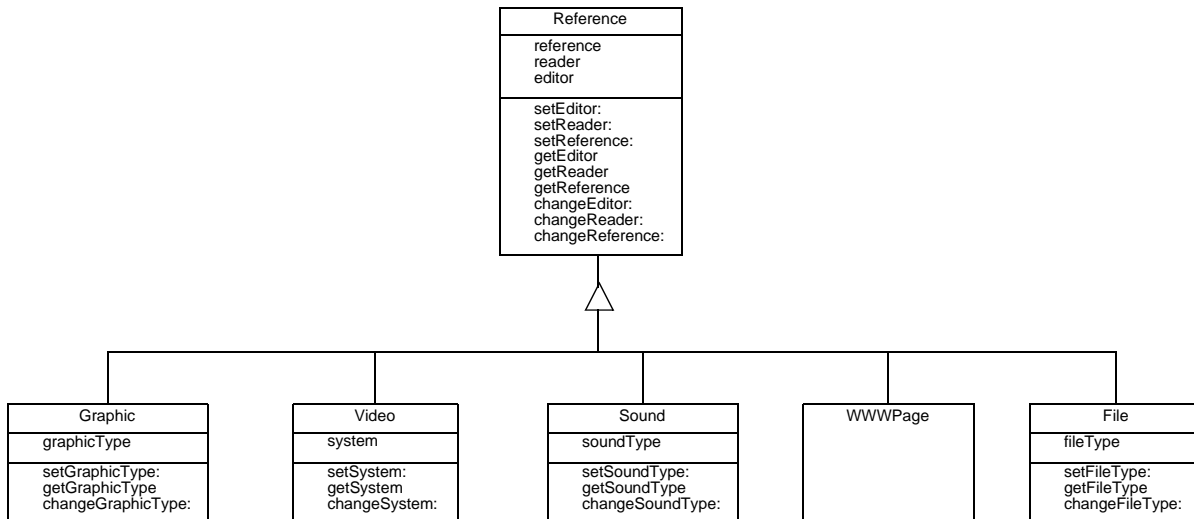 Reference
reference
reader
editor
setEditor:
setReader:
setReference:
getEditor
getReader
getReference
changeEditor:
changeReader:
changeReference:
Graphic
graphicType
setGraphicType:
getGraphicType
changeGraphicType:
Video
system
setSystem:
getSystem
changeSystem:
Sound
soundType
setSoundType:
getSoundType
changeSoundType:
WWWPage
File
fileType
setFileType:
getFileType
changeFileType: